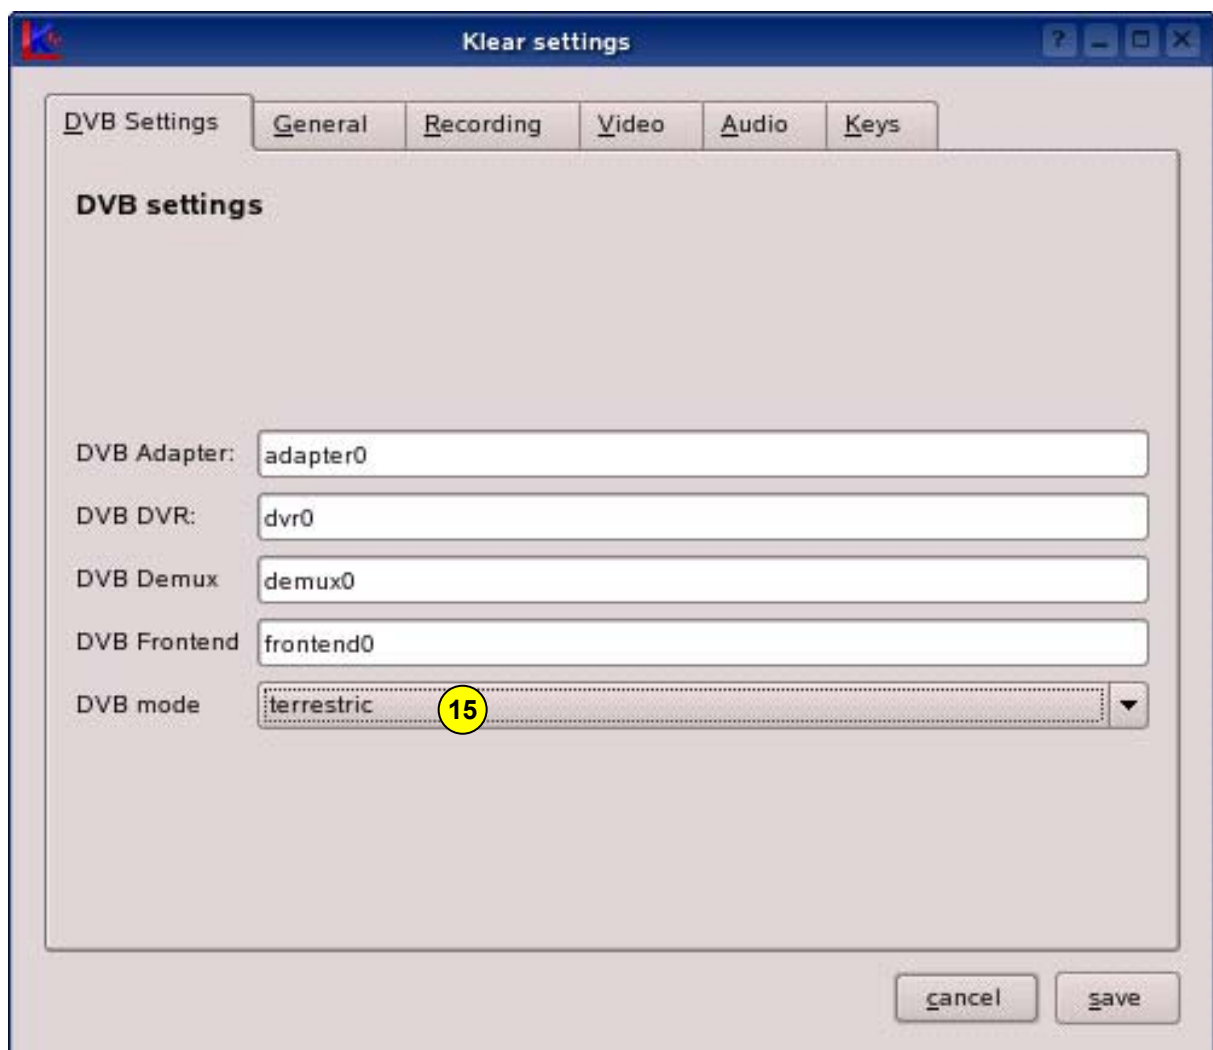 Klear settings
DVB Settings General Recording Video Audio Keys
DVB settings
DVB Adapter: adapter0
DVB DVR: dvr0
DVB Demux demux0
DVB Frontend frontend0
DVB mode terrestric 15
cancel save